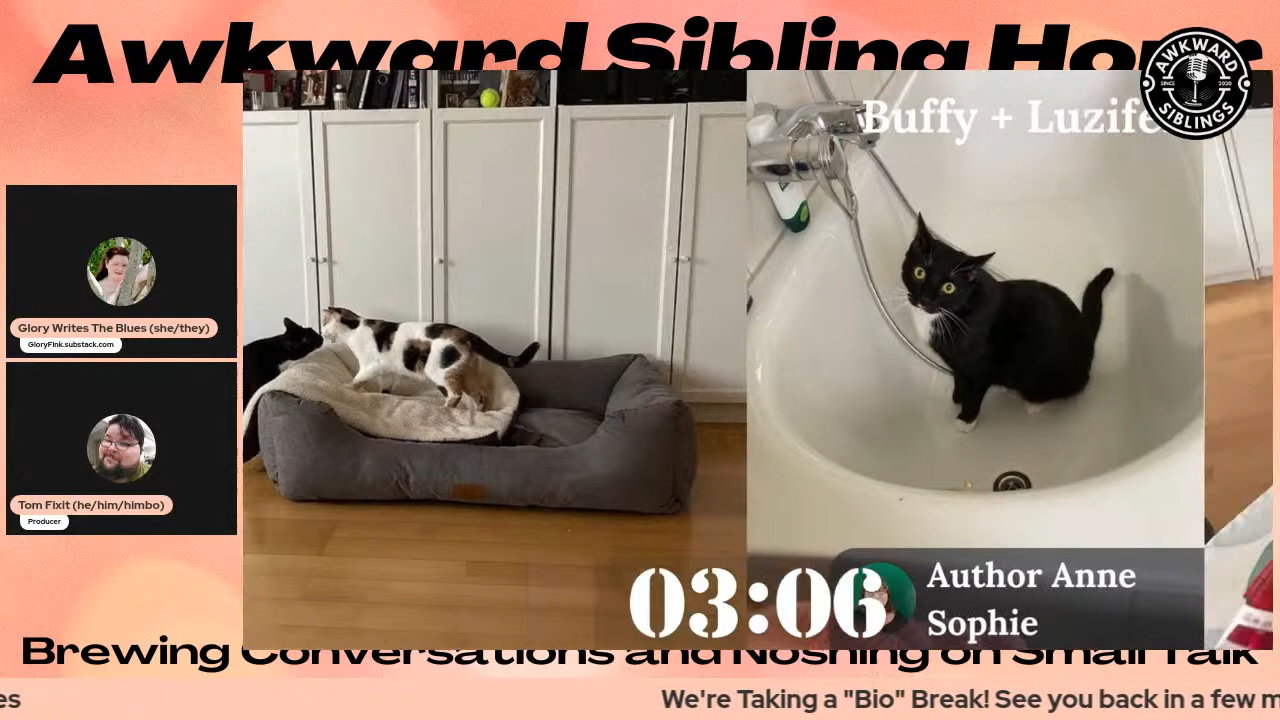 Awkward Sibling Hour
AWKWARD
SINCE 2020
SIBLINGS
Buffy + Luzife
Glory Writes The Blues (she/they)
GloryFink.substack.com
Tom Fixit (he/him/himbo)
Producer
03:06
Author Anne
Sophie
Brewing Conversations and Noshing on Small Talk
es
We're Taking a "Bio" Break! See you back in a few m